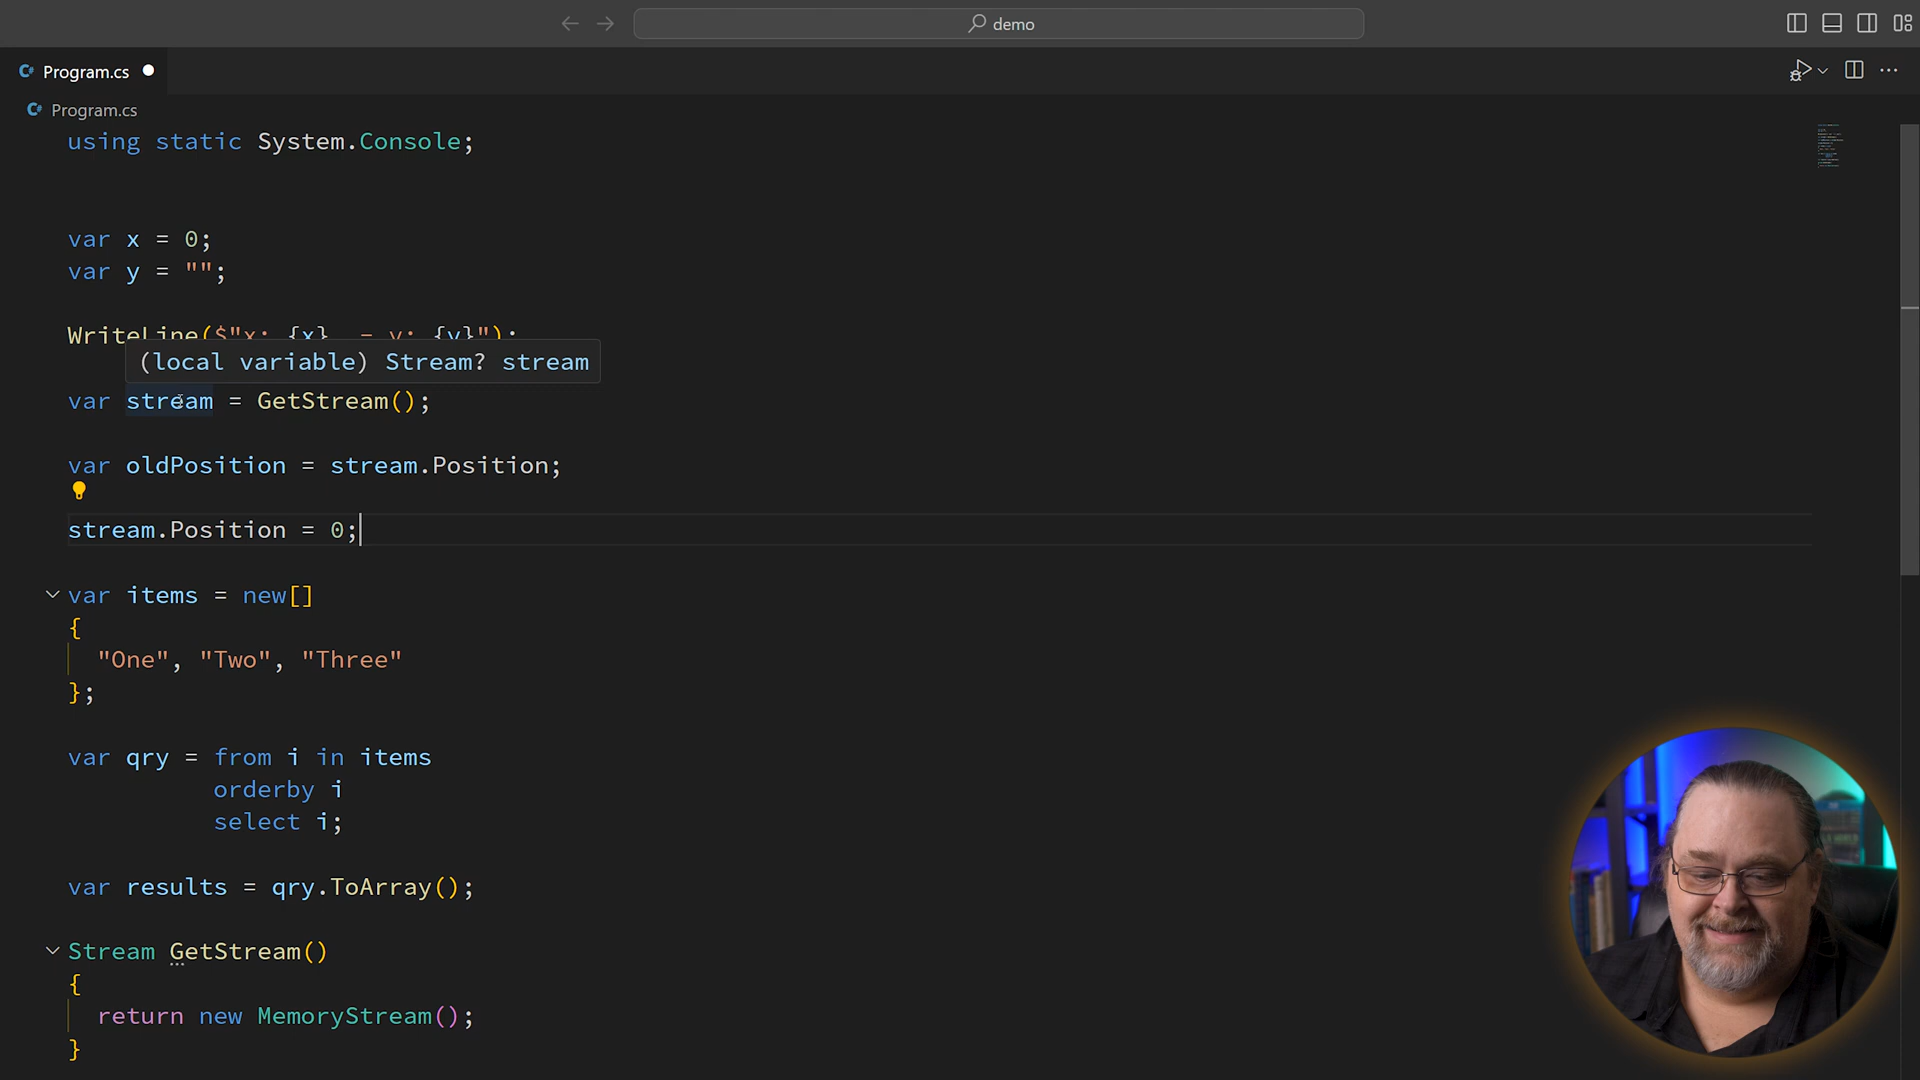 demo
Program.cs
Program.cs
using static System.Console;
var x = 0;
var y = "";
WriteLine($"x: {x}  = y: {y}");
(local variable) Stream? stream
var stream = GetStream();
var oldPosition = stream.Position;
stream.Position = 0;
var items = new[]
{
"One", "Two", "Three"
};
var qry = from i in items
orderby i
select i;
var results = qry.ToArray();
Stream GetStream()
{
return new MemoryStream();
}